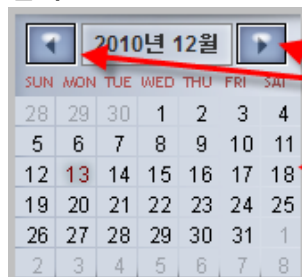 2010년 12월
SUN MON TUE WED THU FRI SAT
28 29 30 1 2 3 4
5 6 7 8 9 10 11
12 13 14 15 16 17 18
19 20 21 22 23 24 25
26 27 28 29 30 31 1
2 3 4 5 6 7 8